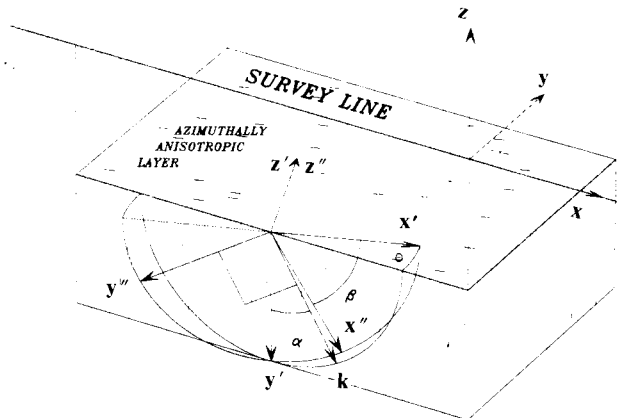 z
y
SURVEY LINE
AZIMUTHALLY
ANISOTROPIC
LAYER
z' z"
x
x'
θ
y"
β
x"
α
y'
k